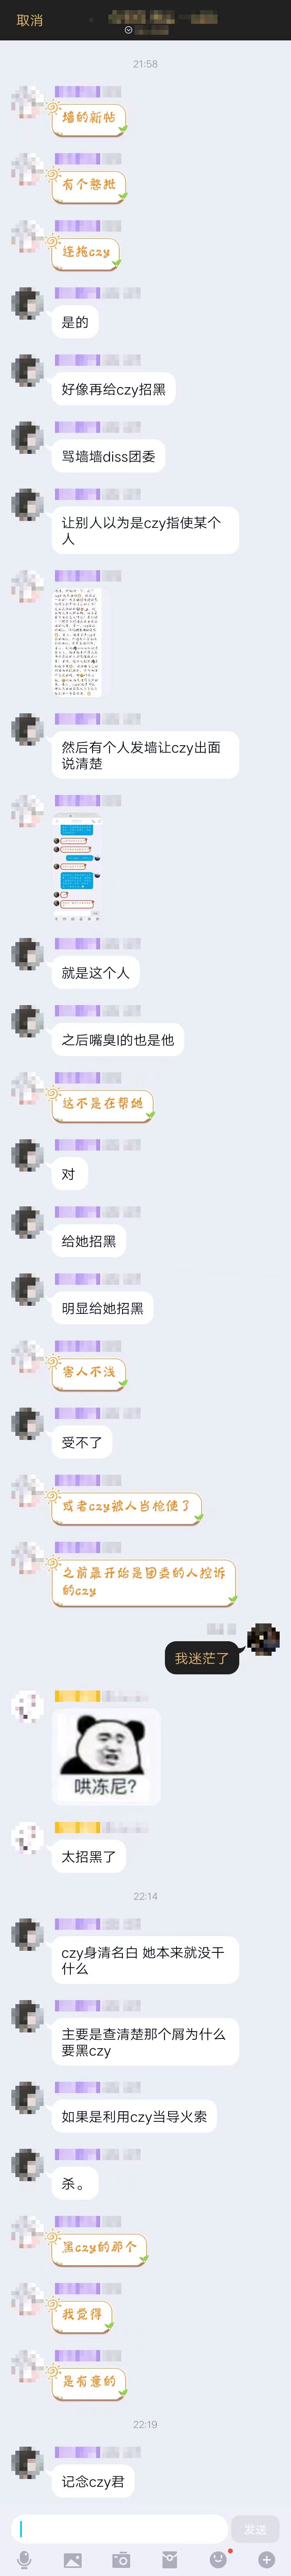 取消
21:58
墙的新帖
有个憨批
连拖czy
是的
好像再给czy招黑
骂墙墙diss团委
让别人以为是czy指使某个
人
然后有个人发墙让czy出面
说清楚
就是这个人
之后嘴臭l的也是他
这不是在帮她
对
给她招黑
明显给她招黑
害人不浅
受不了
或者czy被人当枪使了
之前最开始是团委的人控诉
的czy
我迷茫了
哄冻尼?
太招黑了
22:14
czy身清名白 她本来就没干
什么
主要是查清楚那个屑为什么
要黑czy
如果是利用czy当导火索
杀。
黑czy的那个
我觉得
是有意的
22:19
记念czy君
发送